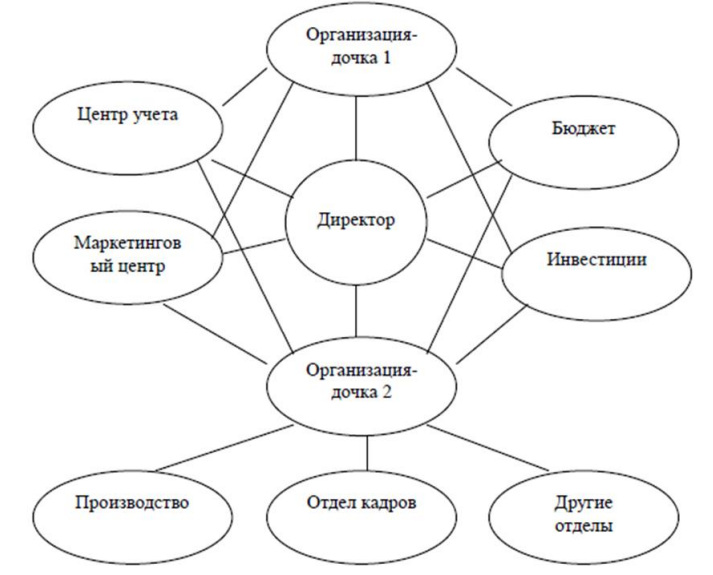 Организация-
дочка 1
Центр учета
Бюджет
Директор
Маркетингов
ый центр
Инвестиции
Организация-
дочка 2
Производство
Отдел кадров
Другие
отделы